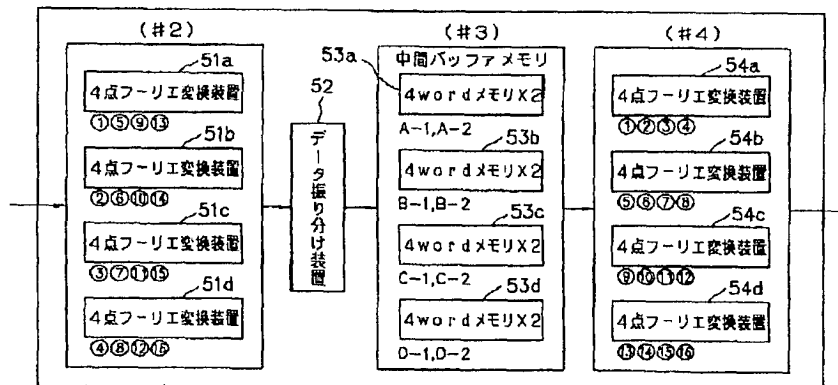 (#2)
51a
4点フーリエ変換装置
①⑤⑨⑬
51b
4点フーリエ変換装置
②⑥⑩⑭
51c
4点フーリエ変換装置
③⑦⑪⑮
51d
4点フーリエ変換装置
④⑧⑫⑯
52
データ振り分け装置
(#3)
中間バッファメモリ
53a
4wordメモリX2
A-1,A-2
53b
4wordメモリX2
B-1,B-2
53c
4wordメモリX2
C-1,C-2
53d
4wordメモリX2
D-1,D-2
(#4)
54a
4点フーリエ変換装置
①②③④
54b
4点フーリエ変換装置
⑤⑥⑦⑧
54c
4点フーリエ変換装置
⑨⑩⑪⑫
54d
4点フーリエ変換装置
⑬⑭⑮⑯